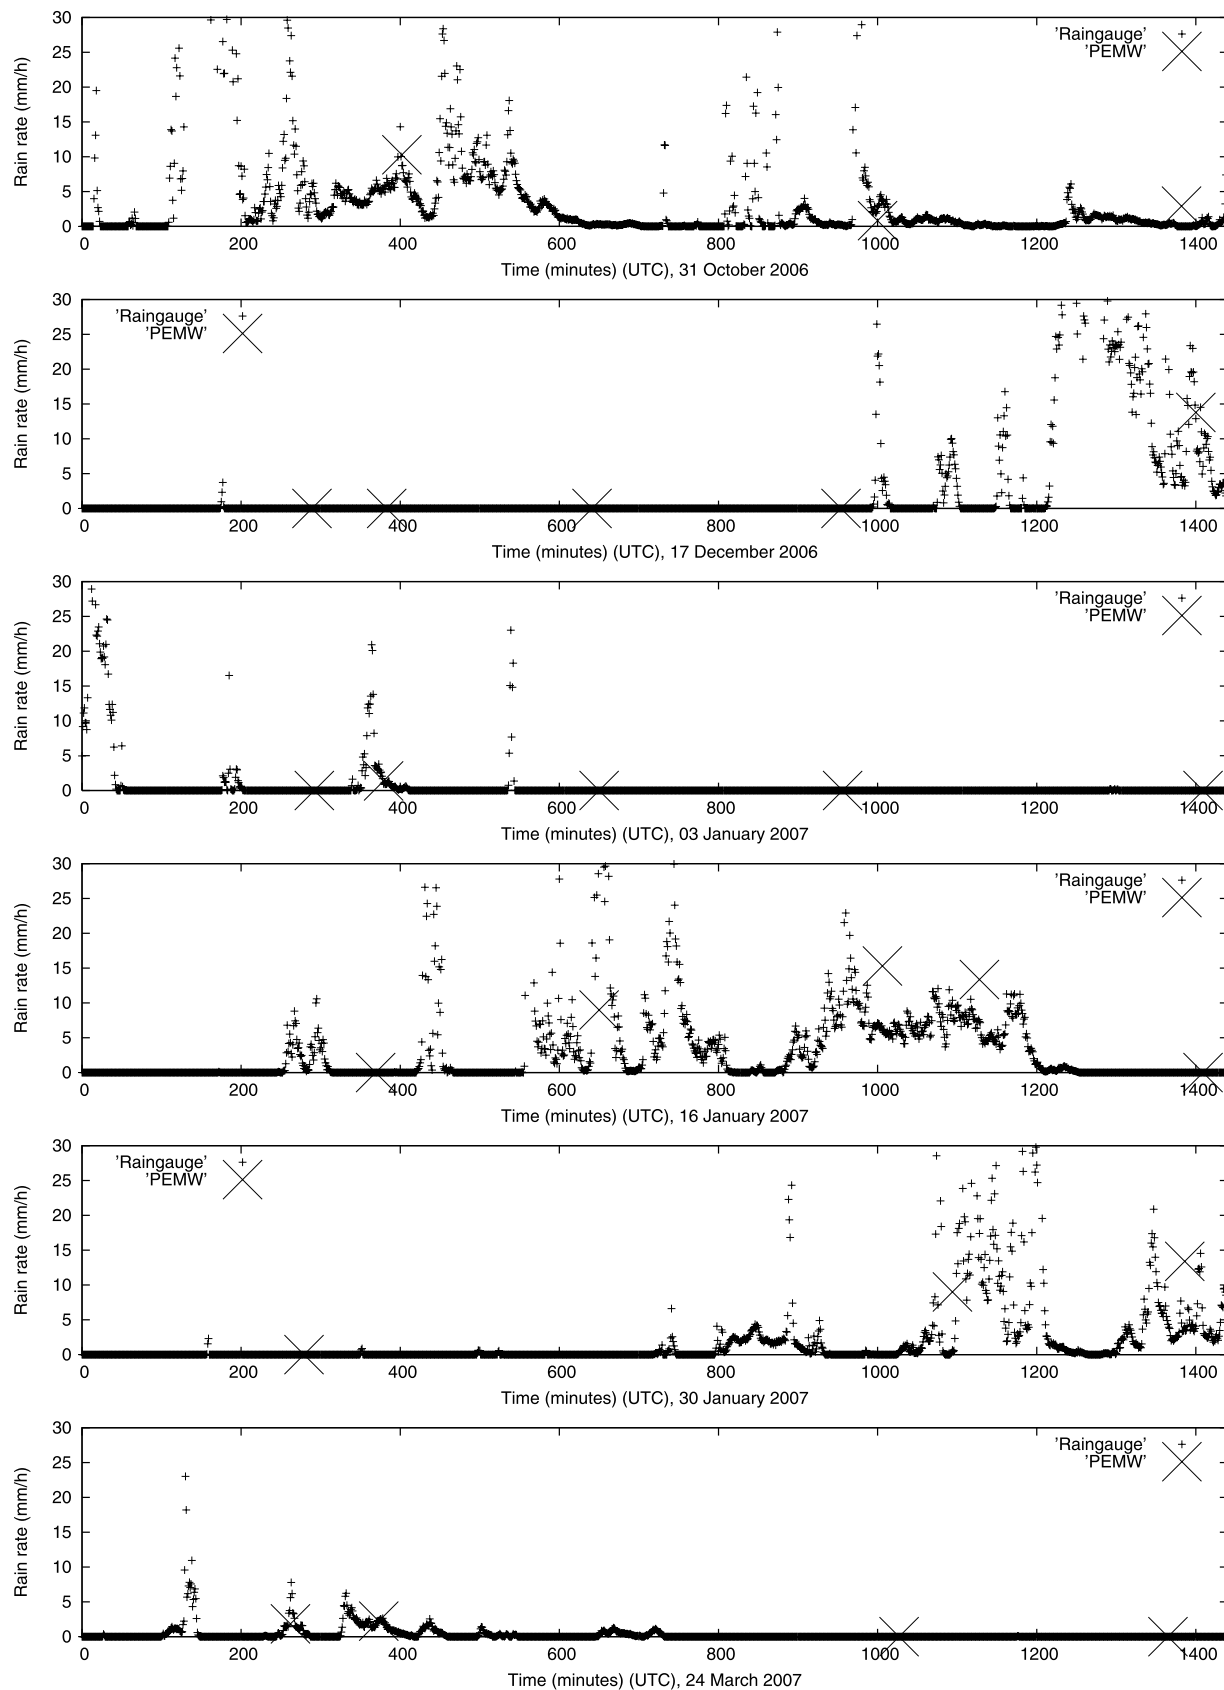 30
25
20
15
10
5
0
Rain rate (mm/h)
'Raingauge'
'PEMW'
0 200 400 600 800 1000 1200 1400
Time (minutes) (UTC), 31 October 2006
30
25
20
15
10
5
0
Rain rate (mm/h)
'Raingauge'
'PEMW'
0 200 400 600 800 1000 1200 1400
Time (minutes) (UTC), 17 December 2006
30
25
20
15
10
5
0
Rain rate (mm/h)
'Raingauge'
'PEMW'
0 200 400 600 800 1000 1200 1400
Time (minutes) (UTC), 03 January 2007
30
25
20
15
10
5
0
Rain rate (mm/h)
'Raingauge'
'PEMW'
0 200 400 600 800 1000 1200 1400
Time (minutes) (UTC), 16 January 2007
30
25
20
15
10
5
0
Rain rate (mm/h)
'Raingauge'
'PEMW'
0 200 400 600 800 1000 1200 1400
Time (minutes) (UTC), 30 January 2007
30
25
20
15
10
5
0
Rain rate (mm/h)
'Raingauge'
'PEMW'
0 200 400 600 800 1000 1200 1400
Time (minutes) (UTC), 24 March 2007